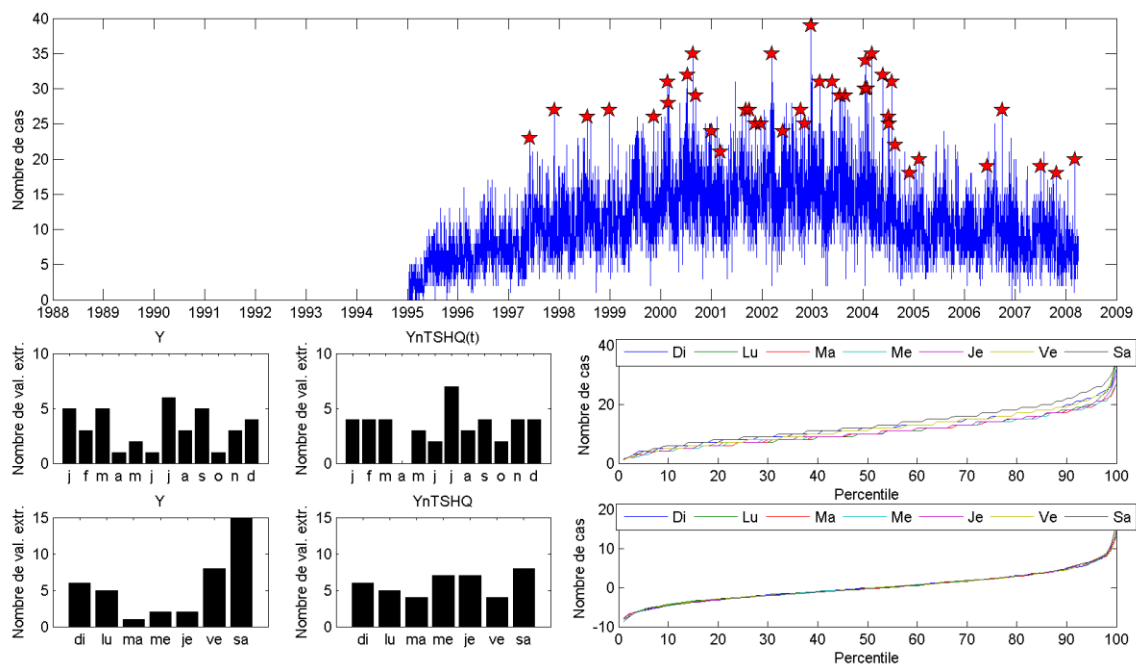 40
35
30
25
20
15
10
5
0
Nombre de cas
1988 1989 1990 1991 1992 1993 1994 1995 1996 1997 1998 1999 2000 2001 2002 2003 2004 2005 2006 2007 2008 2009
Y
10
5
0
Nombre de val. extr.
j f m a m j j a s o n d
YnTSHQ(t)
10
5
0
Nombre de val. extr.
j f m a m j j a s o n d
40
20
0
Nombre de cas
Di Lu Ma Me Je Ve Sa
0 10 20 30 40 50 60 70 80 90 100
Percentile
Y
15
10
5
0
Nombre de val. extr.
di lu ma me je ve sa
YnTSHQ
15
10
5
0
Nombre de val. extr.
di lu ma me je ve sa
20
10
0
-10
Nombre de cas
Di Lu Ma Me Je Ve Sa
0 10 20 30 40 50 60 70 80 90 100
Percentile